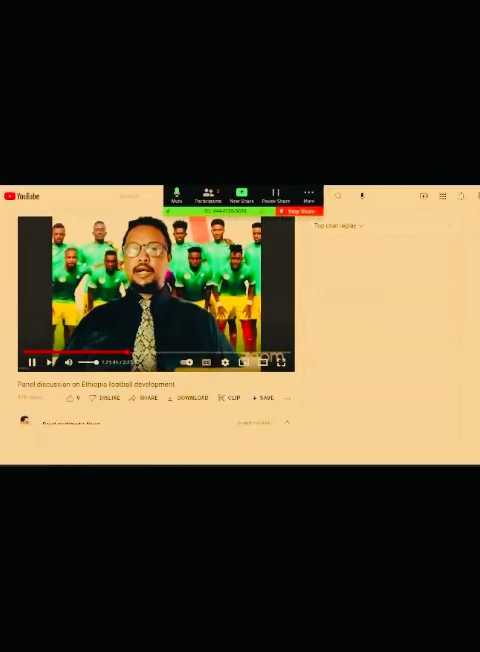 YouTube
Mute
Participants
New Share
Pause Share
More
Stop Share
Top chat replay
zoom
Panel discussion on Ethiopia football development
6
DISLIKE
SHARE
DOWNLOAD
CLIP
SAVE